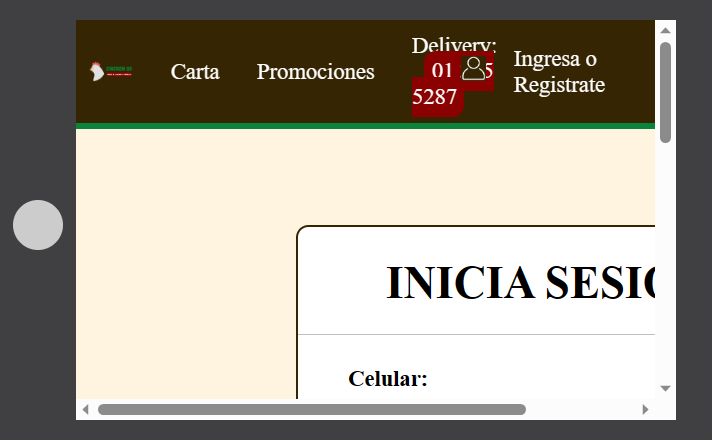 Carta
Promociones
Delivery:
01 5
5287
Ingresa o
Registrate
INICIA SESIO
Celular: